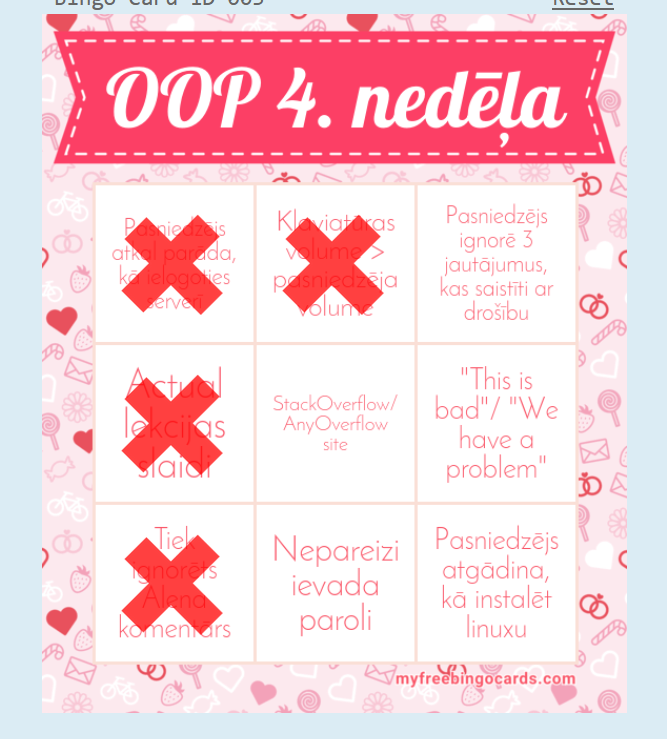 Bingo Card ID 003
Reset
OOP 4. nedēļa
Pasniedzējs
atkal parāda,
kā ielogoties
serverī
Klaviatūras
volume >
pasniedzēja
volume
Pasniedzējs
ignorē 3
jautājumus,
kas saistīti ar
drošību
Actual
lekcijas
slaidi
StackOverflow/
AnyOverflow
site
"This is
bad"/ "We
have a
problem"
Tiek
ignorēts
Alena
komentārs
Nepareizi
ievada
paroli
Pasniedzējs
atgādina,
kā instalēt
linuxu
myfreebingocards.com